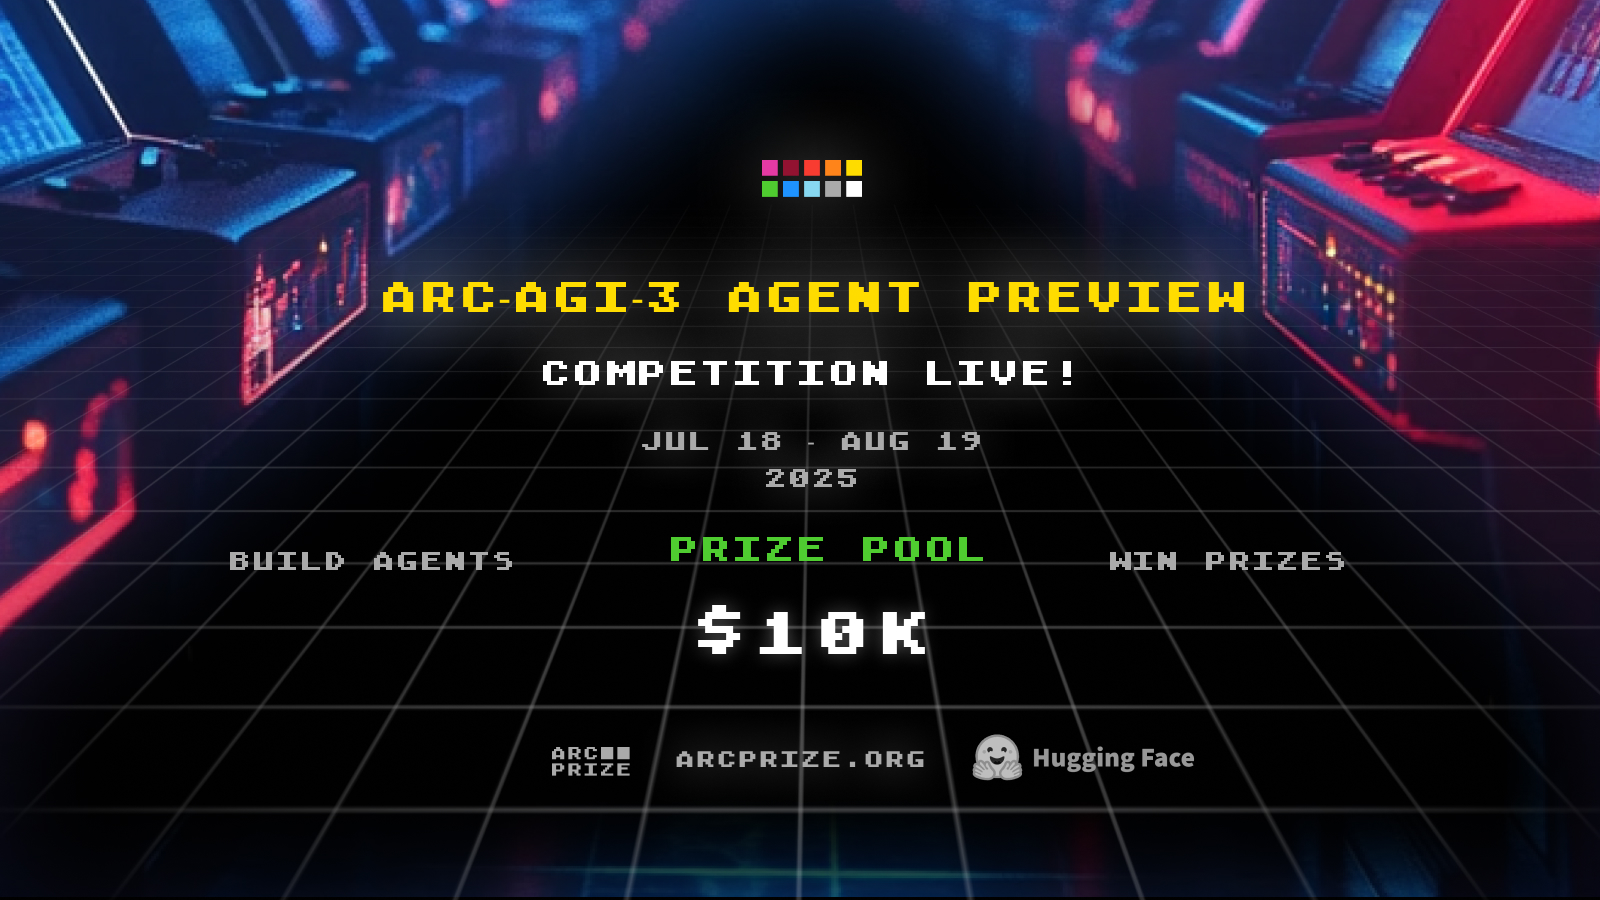 ARC-AGI-3 AGENT PREVIEW
COMPETITION LIVE!
JUL 18 - AUG 19
2025
BUILD AGENTS
PRIZE POOL
$10K
WIN PRIZES
ARC
PRIZE
ARCPRIZE.ORG
Hugging Face